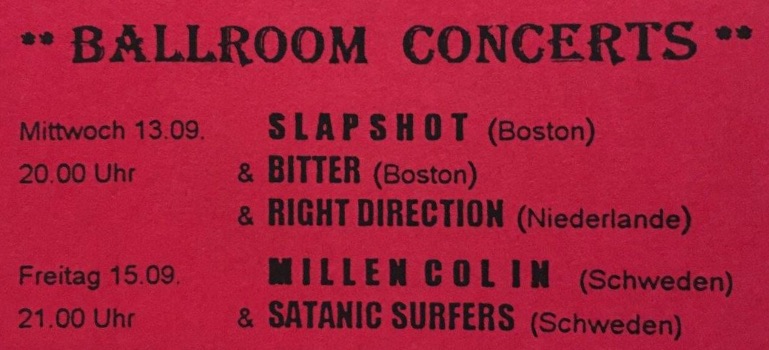 ** BALLROOM CONCERTS **
Mittwoch 13.09. SLAPSHOT (Boston)
20.00 Uhr & BITTER (Boston)
& RIGHT DIRECTION (Niederlande)
Freitag 15.09. MILLENCOLIN (Schweden)
21.00 Uhr & SATANIC SURFERS (Schweden)